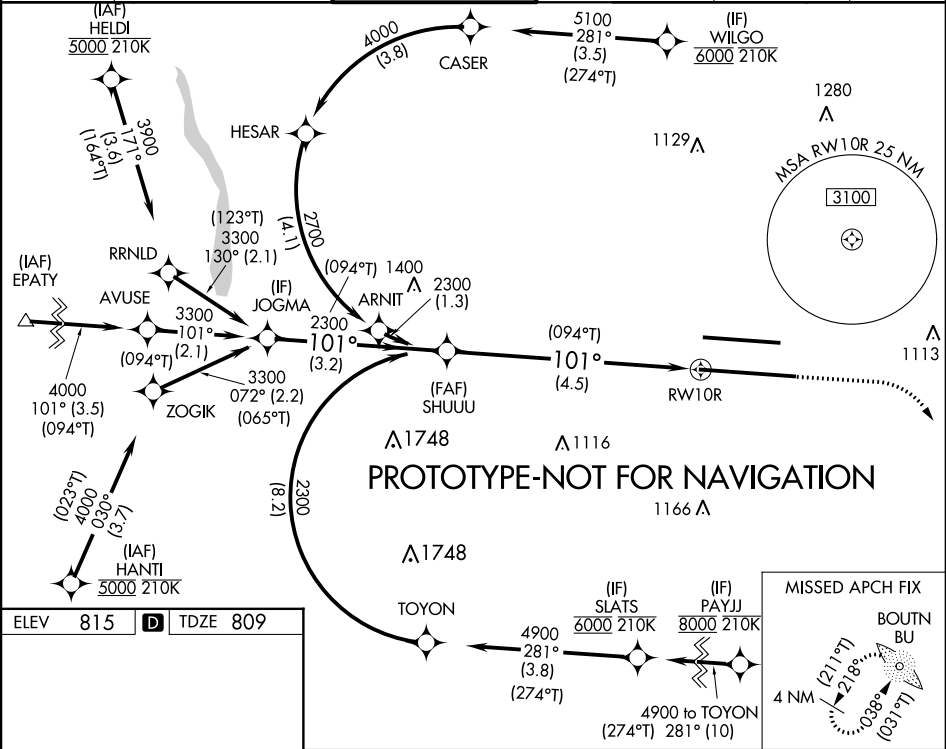 (IAF)
HELDI
5000 210K
4000
(3.8)
CASER
5100
281°
(3.5)
(274°T)
(IF)
WILGO
6000 210K
3900
171°
(3.6)
(164°T)
HESAR
1129
1280
MSA RW10R 25 NM
3100
(123°T)
3300
130° (2.1)
2700
(4.1)
RRNLD
(IAF)
EPATY
AVUSE
3300
101°
(2.1)
(094°T)
(IF)
JOGMA
2300
101°
(3.2)
(094°T)
1400
ARNIT
2300
(1.3)
(094°T)
101°
(4.5)
1113
4000
101° (3.5)
(094°T)
ZOGIK
3300
072° (2.2)
(065°T)
(FAF)
SHUUU
RW10R
1748
1116
PROTOTYPE-NOT FOR NAVIGATION
1166
(023°T)
4000
030°
(3.7)
2300
(8.2)
(IAF)
HANTI
5000 210K
1748
TOYON
4900
281°
(3.8)
(274°T)
(IF)
SLATS
6000 210K
(IF)
PAYJJ
8000 210K
4900 to TOYON
(274°T) 281° (10)
MISSED APCH FIX
BOUTN
BU
4 NM
(211°T)
218°
038°
(031°T)
ELEV 815 D TDZE 809